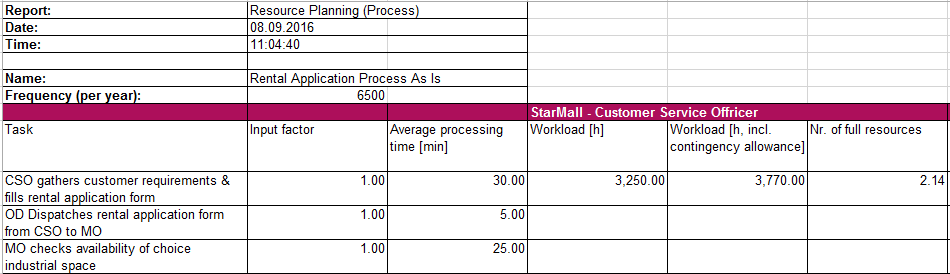 Report: Resource Planning (Process)
Date: 08.09.2016
Time: 11:04:40
Name: Rental Application Process As Is
Frequency (per year): 6500
StarMall - Customer Service Offricer
Task Input factor Average processing Workload [h] Workload [h, incl. Nr. of full resources
time [min] contingency allowance]
CSO gathers customer requirements & 1.00 30.00 3,250.00 3,770.00 2.14
fills rental application form
OD Dispatches rental application form 1.00 5.00
from CSO to MO
MO checks availability of choice 1.00 25.00
industrial space